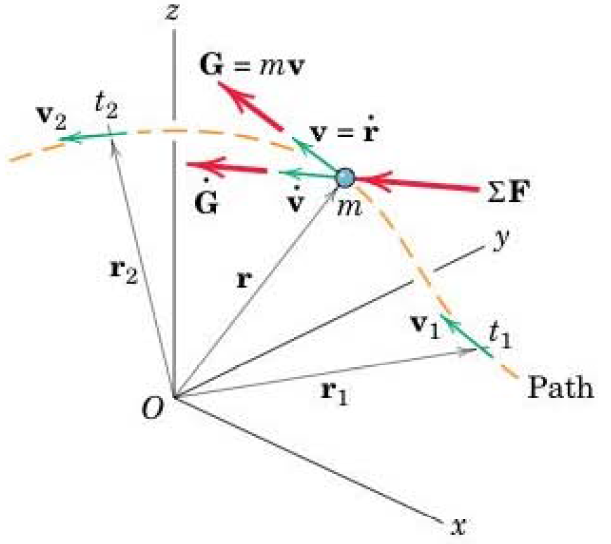 z
G = mv
v₂
t₂
v = ṙ
Ġ
v̇
m
ΣF
y
r₂
r
v₁
t₁
r₁
Path
O
x